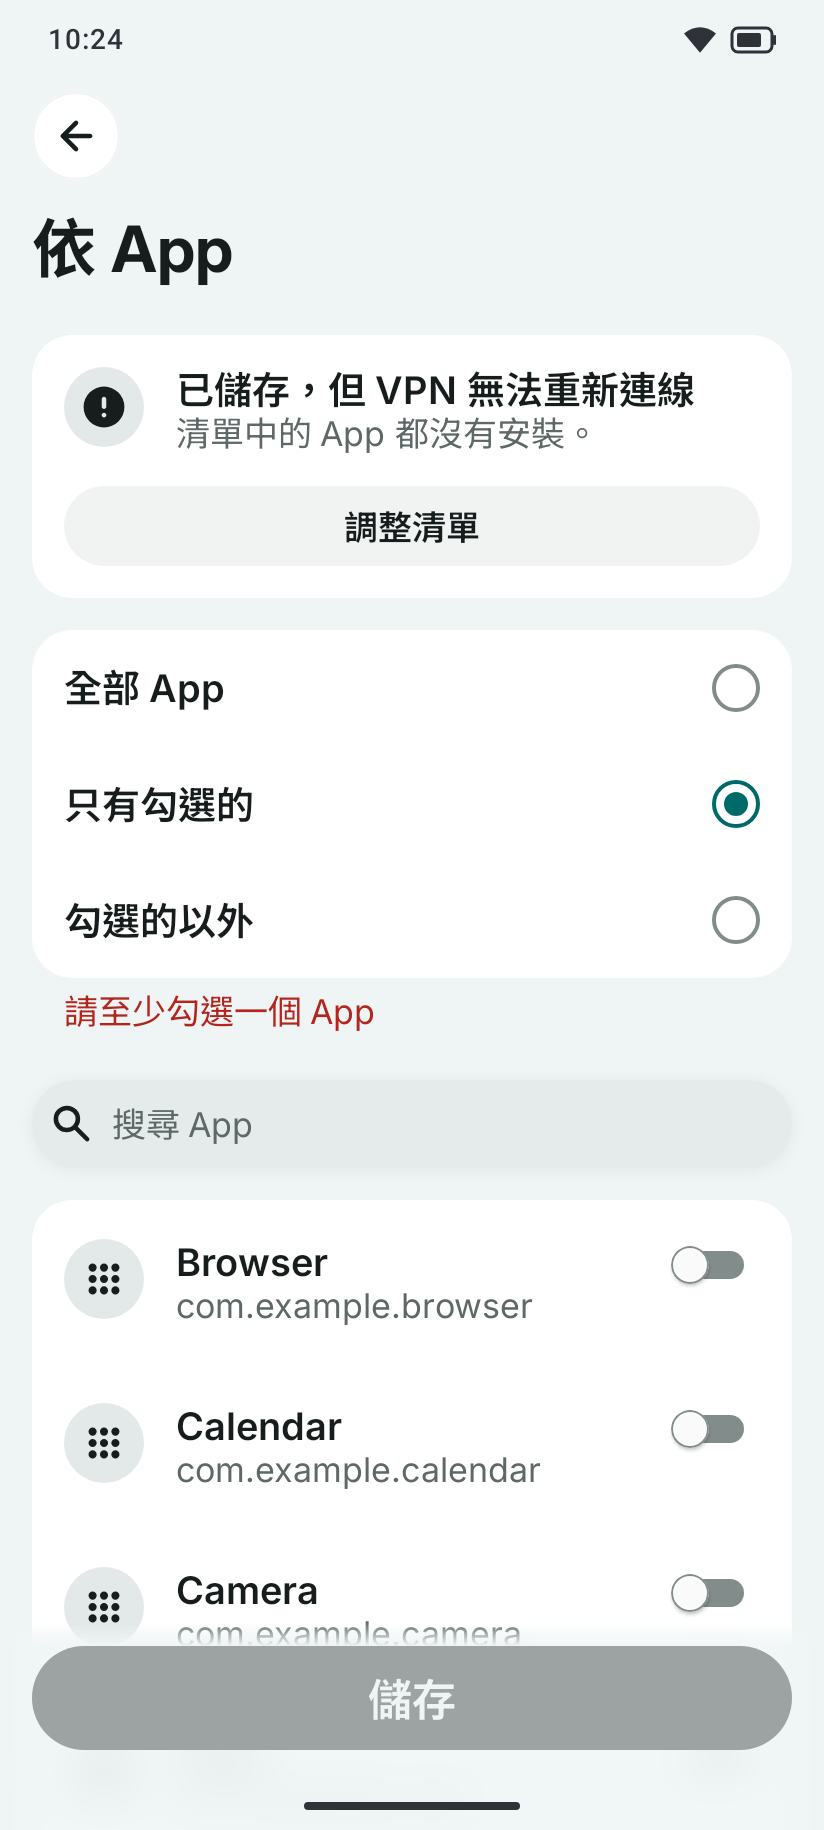 10:24
依 App
已儲存，但 VPN 無法重新連線
清單中的 App 都沒有安裝。
調整清單
全部 App
只有勾選的
勾選的以外
請至少勾選一個 App
搜尋 App
Browser
com.example.browser
Calendar
com.example.calendar
Camera
com.example.camera
儲存